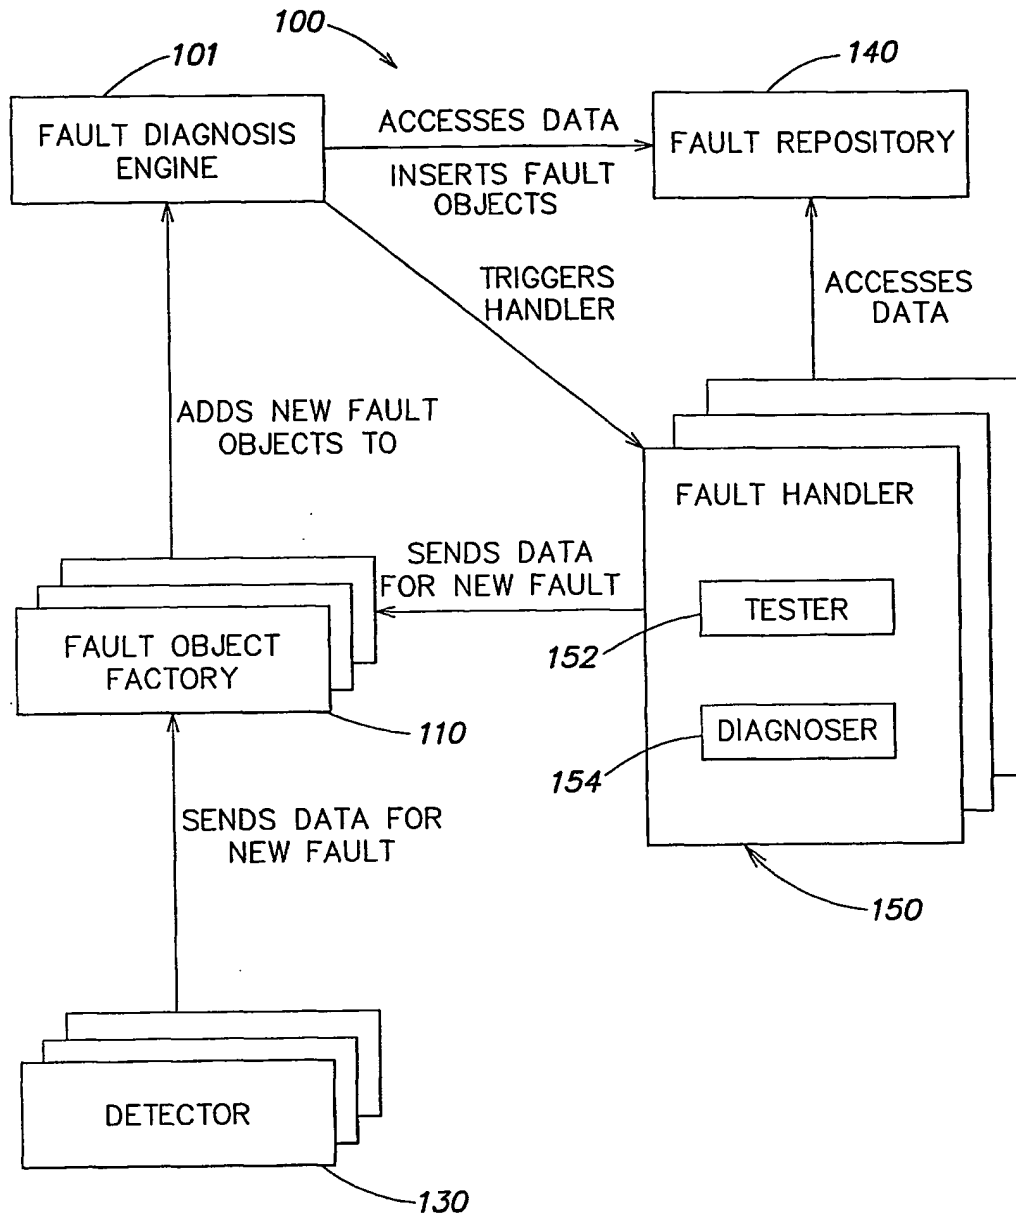 100
101
140
FAULT DIAGNOSIS
ENGINE
ACCESSES DATA
INSERTS FAULT
OBJECTS
FAULT REPOSITORY
TRIGGERS
HANDLER
ACCESSES
DATA
ADDS NEW FAULT
OBJECTS TO
FAULT HANDLER
SENDS DATA
FOR NEW FAULT
TESTER
152
FAULT OBJECT
FACTORY
110
DIAGNOSER
154
SENDS DATA FOR
NEW FAULT
150
DETECTOR
130